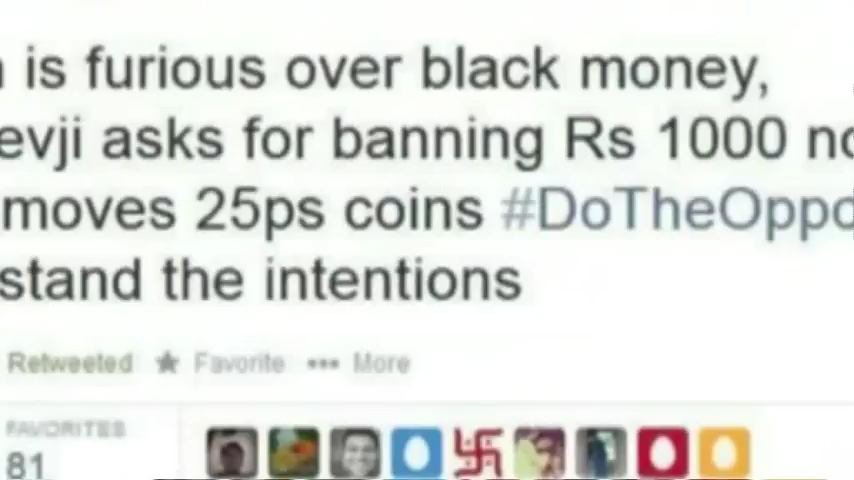 is furious over black money,
evji asks for banning Rs 1000 no
moves 25ps coins #DoTheOppo
stand the intentions
Retweeted Favorite ••• More
FAVORITES
81